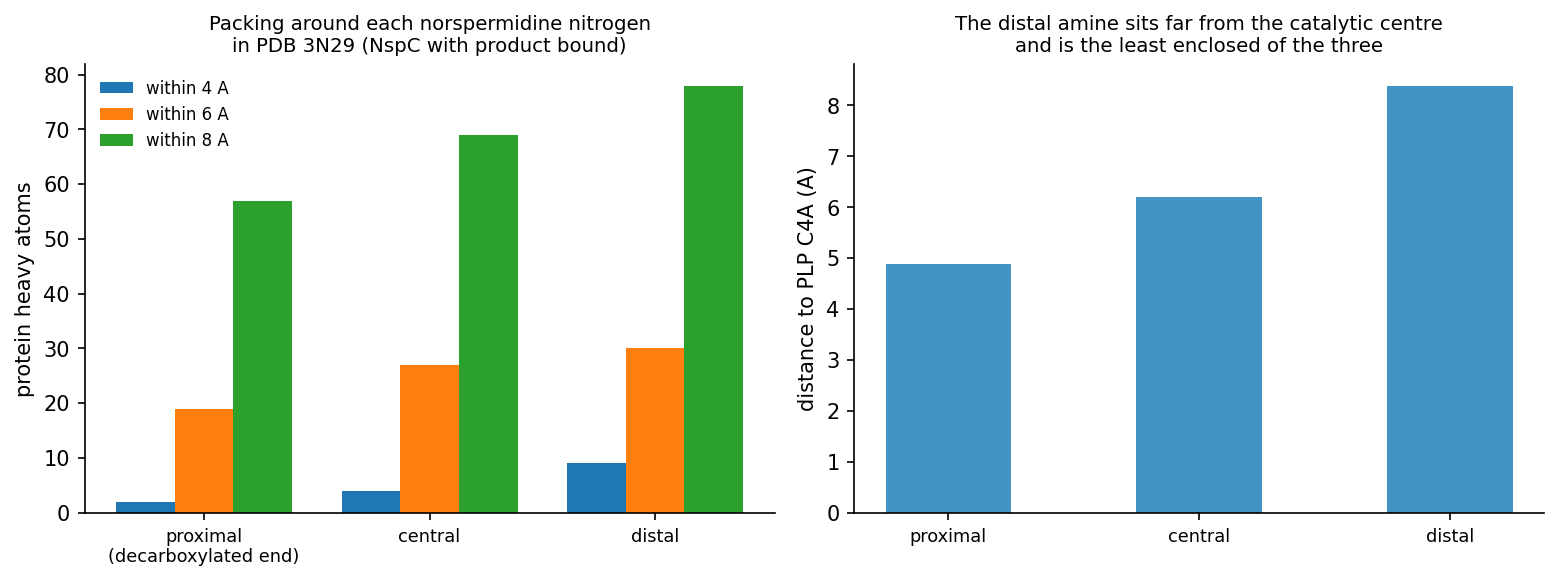 Packing around each norspermidine nitrogen
in PDB 3N29 (NspC with product bound)
within 4 A
within 6 A
within 8 A
protein heavy atoms
80
70
60
50
40
30
20
10
0
proximal
(decarboxylated end)
central
distal
The distal amine sits far from the catalytic centre
and is the least enclosed of the three
distance to PLP C4A (A)
8
7
6
5
4
3
2
1
0
proximal
central
distal